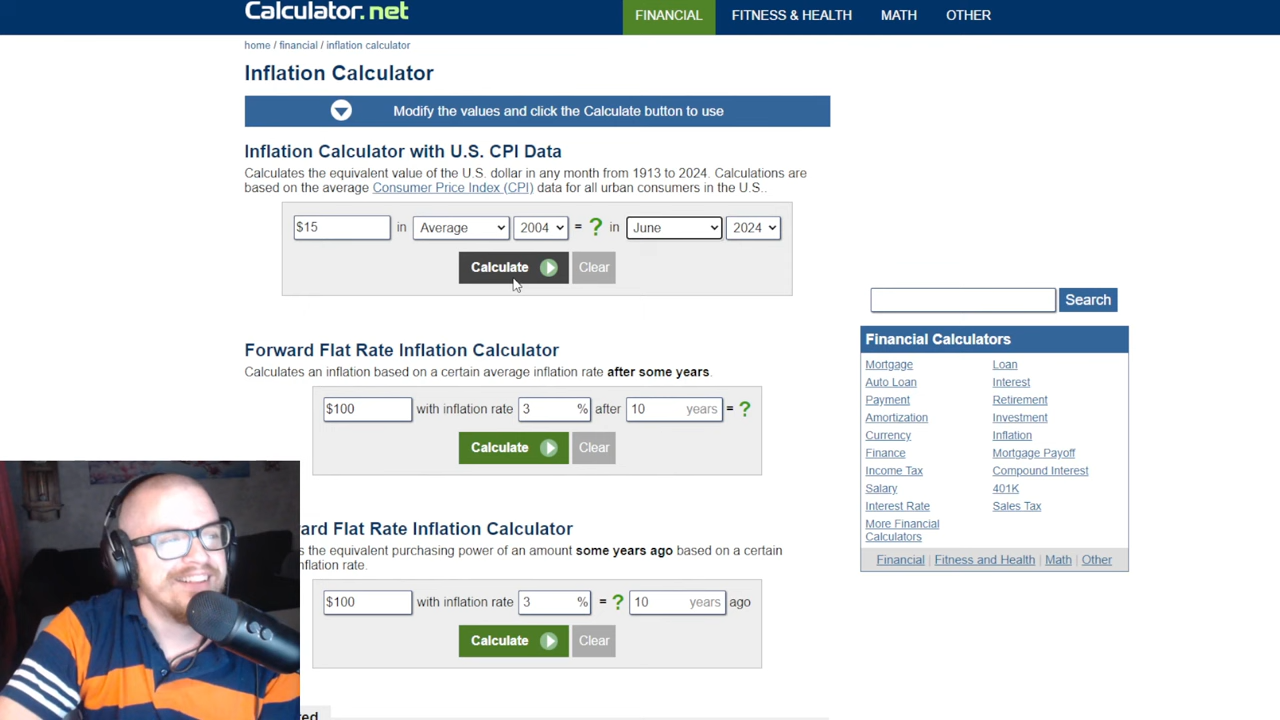 Calculator.net
FINANCIAL
FITNESS & HEALTH
MATH
OTHER
home / financial / inflation calculator
Inflation Calculator
Modify the values and click the Calculate button to use
Inflation Calculator with U.S. CPI Data
Calculates the equivalent value of the U.S. dollar in any month from 1913 to 2024. Calculations are
based on the average Consumer Price Index (CPI) data for all urban consumers in the U.S..
$15 in Average 2004 = ? in June 2024
Calculate Clear
Forward Flat Rate Inflation Calculator
Calculates an inflation based on a certain average inflation rate after some years.
$100 with inflation rate 3 % after 10 years = ?
Calculate Clear
ard Flat Rate Inflation Calculator
s the equivalent purchasing power of an amount some years ago based on a certain
nflation rate.
$100 with inflation rate 3 % = ? 10 years ago
Calculate Clear
ed
Search
Financial Calculators
Mortgage Loan
Auto Loan Interest
Payment Retirement
Amortization Investment
Currency Inflation
Finance Mortgage Payoff
Income Tax Compound Interest
Salary 401K
Interest Rate Sales Tax
More Financial
Calculators
Financial | Fitness and Health | Math | Other